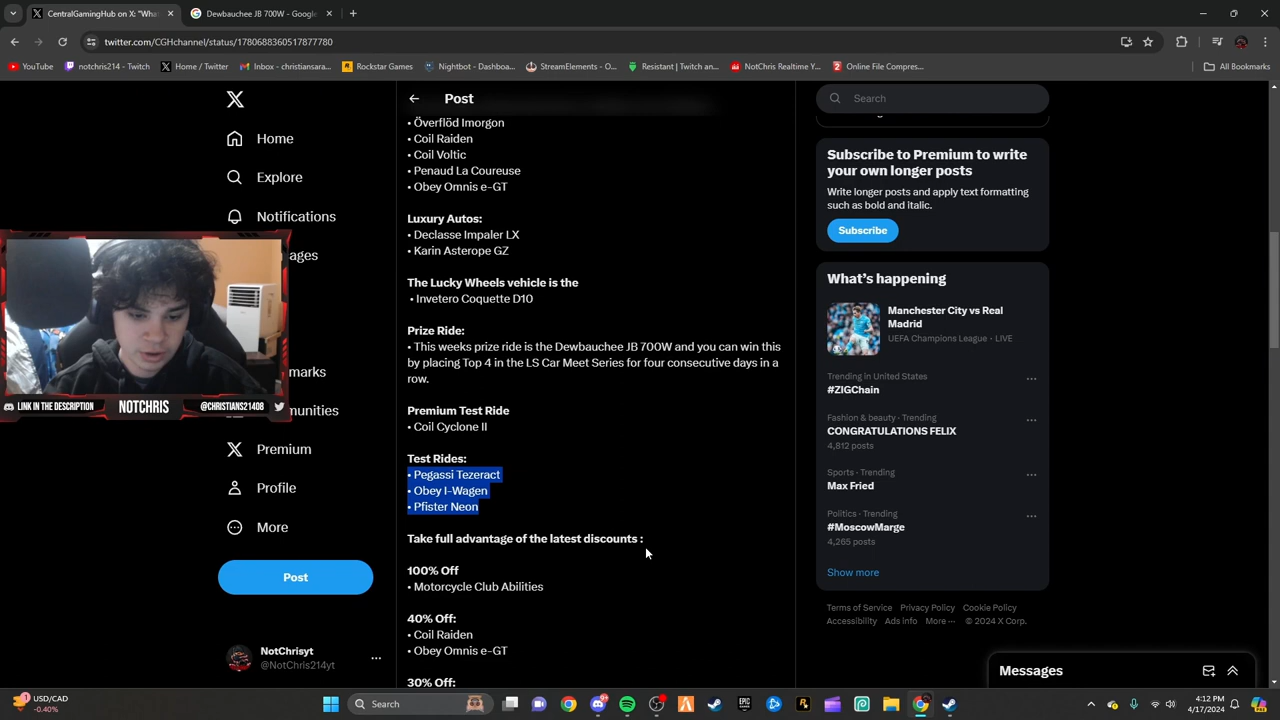 CentralGamingHub on X: "What
Dewbauchee JB 700W - Google
twitter.com/CGHchannel/status/1780688360517877780
YouTube
notchris214 - Twitch
Home / Twitter
Inbox - christiansara...
Rockstar Games
Nightbot - Dashboa...
StreamElements - O...
Resistant | Twitch an...
NotChris Realtime Y...
Online File Compres...
All Bookmarks
Post
Home
Explore
Notifications
ages
marks
munities
Premium
Profile
More
Post
NotChrisyt
@NotChris214yt
LINK IN THE DESCRIPTION
NOTCHRIS
@CHRISTIANS21408
• Överflöd Imorgon
• Coil Raiden
• Coil Voltic
• Penaud La Coureuse
• Obey Omnis e-GT
Luxury Autos:
• Declasse Impaler LX
• Karin Asterope GZ
The Lucky Wheels vehicle is the
• Invetero Coquette D10
Prize Ride:
• This weeks prize ride is the Dewbauchee JB 700W and you can win this
by placing Top 4 in the LS Car Meet Series for four consecutive days in a
row.
Premium Test Ride
• Coil Cyclone II
Test Rides:
• Pegassi Tezeract
• Obey I-Wagen
• Pfister Neon
Take full advantage of the latest discounts :
100% Off
• Motorcycle Club Abilities
40% Off:
• Coil Raiden
• Obey Omnis e-GT
30% Off:
Search
Subscribe to Premium to write
your own longer posts
Write longer posts and apply text formatting
such as bold and italic.
Subscribe
What's happening
Manchester City vs Real
Madrid
UEFA Champions League · LIVE
Trending in United States
#ZIGChain
Fashion & beauty · Trending
CONGRATULATIONS FELIX
4,812 posts
Sports · Trending
Max Fried
Politics · Trending
#MoscowMarge
4,265 posts
Show more
Terms of Service Privacy Policy Cookie Policy
Accessibility Ads info More ··· © 2024 X Corp.
Messages
USD/CAD
-0.40%
Search
4:12 PM
4/17/2024